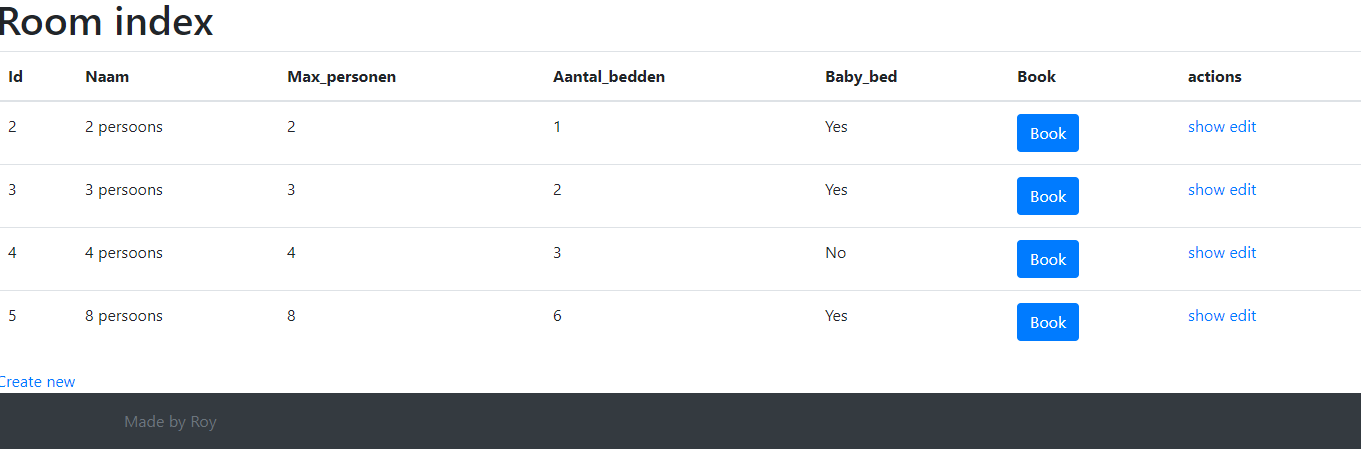 Room index
Id Naam Max_personen Aantal_bedden Baby_bed Book actions
2 2 persoons 2 1 Yes Book show edit
3 3 persoons 3 2 Yes Book show edit
4 4 persoons 4 3 No Book show edit
5 8 persoons 8 6 Yes Book show edit
Create new
Made by Roy